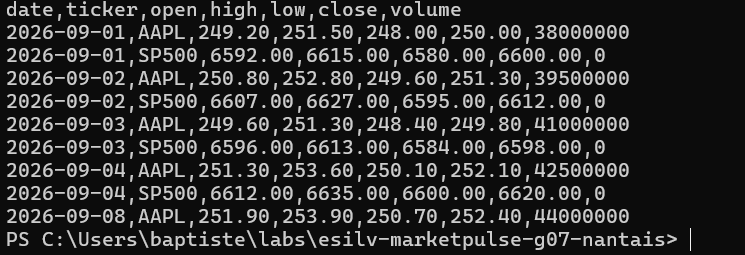 date,ticker,open,high,low,close,volume
2026-09-01,AAPL,249.20,251.50,248.00,250.00,38000000
2026-09-01,SP500,6592.00,6615.00,6580.00,6600.00,0
2026-09-02,AAPL,250.80,252.80,249.60,251.30,39500000
2026-09-02,SP500,6607.00,6627.00,6595.00,6612.00,0
2026-09-03,AAPL,249.60,251.30,248.40,249.80,41000000
2026-09-03,SP500,6596.00,6613.00,6584.00,6598.00,0
2026-09-04,AAPL,251.30,253.60,250.10,252.10,42500000
2026-09-04,SP500,6612.00,6635.00,6600.00,6620.00,0
2026-09-08,AAPL,251.90,253.90,250.70,252.40,44000000
PS C:\Users\baptiste\labs\esilv-marketpulse-g07-nantais>